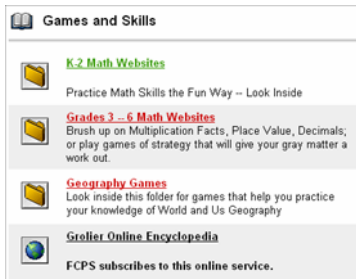 Games and Skills
K-2 Math Websites
Practice Math Skills the Fun Way -- Look Inside
Grades 3 -- 6 Math Websites
Brush up on Multiplication Facts, Place Value, Decimals;
or play games of strategy that will give your gray matter a
work out.
Geography Games
Look inside this folder for games that help you practice
your knowledge of World and Us Geography
Grolier Online Encyclopedia
FCPS subscribes to this online service.